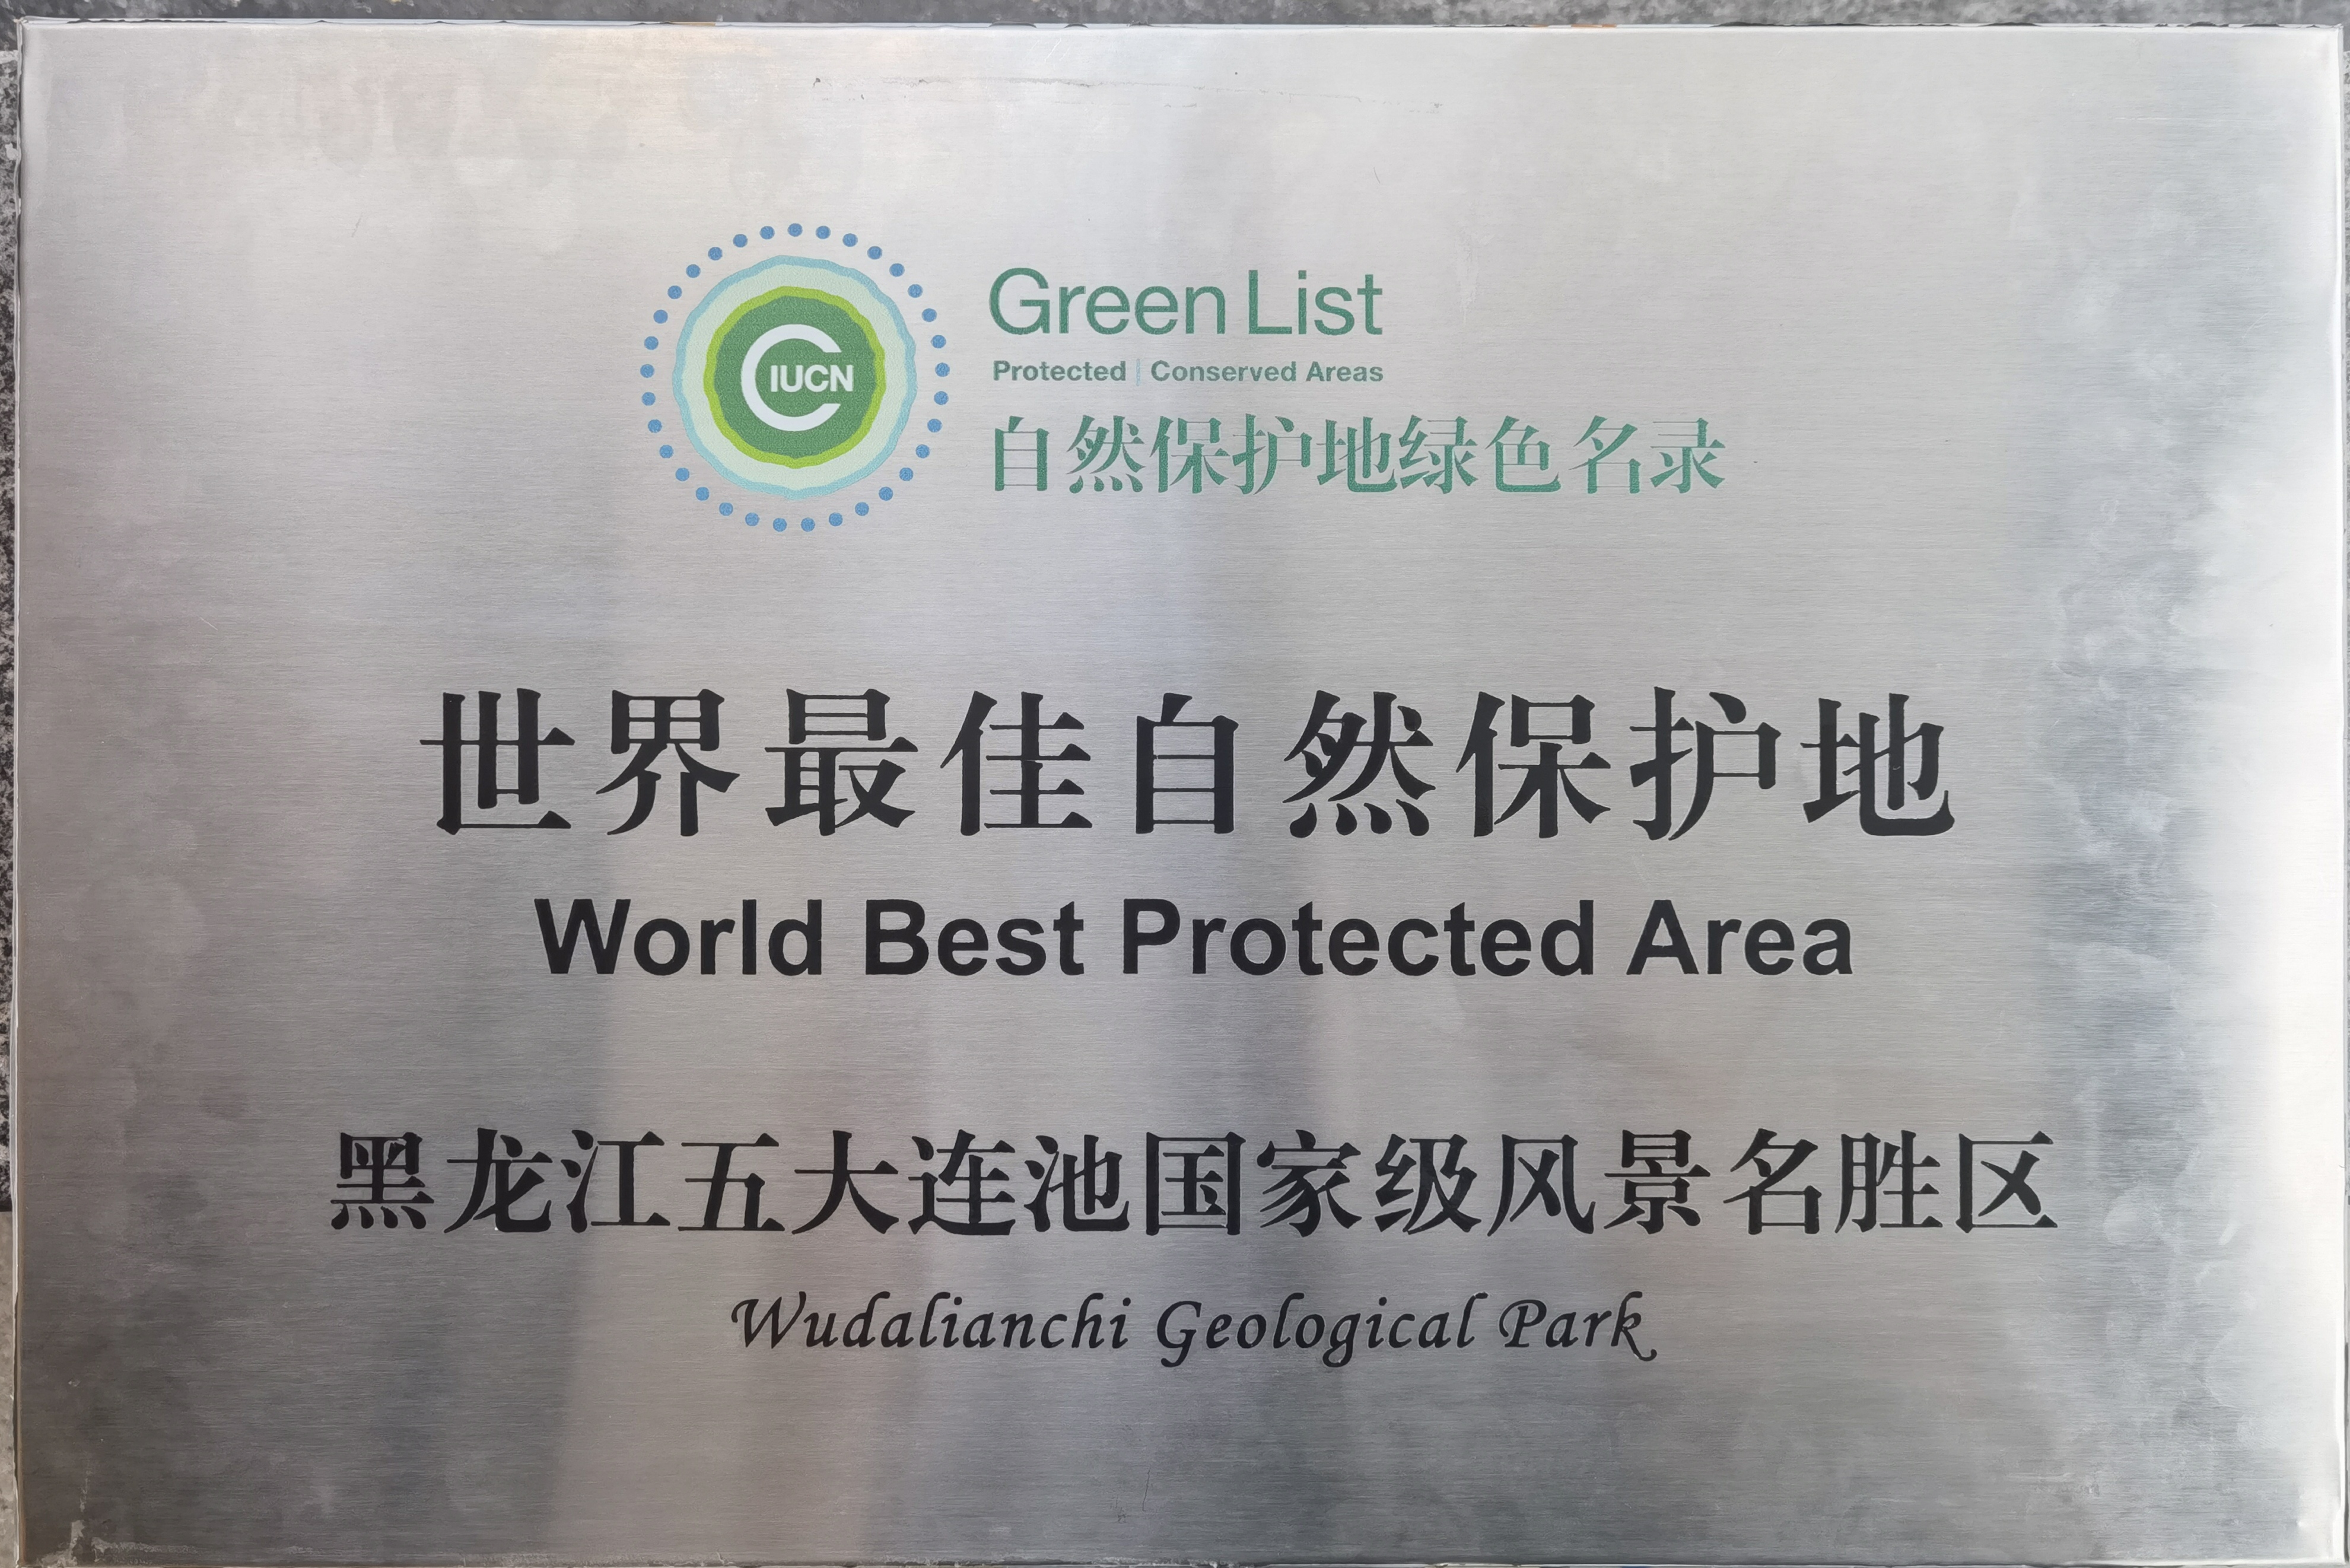 IUCN
Green List
Protected | Conserved Areas
自然保护地绿色名录
世界最佳自然保护地
World Best Protected Area
黑龙江五大连池国家级风景名胜区
Wudalianchi Geological Park